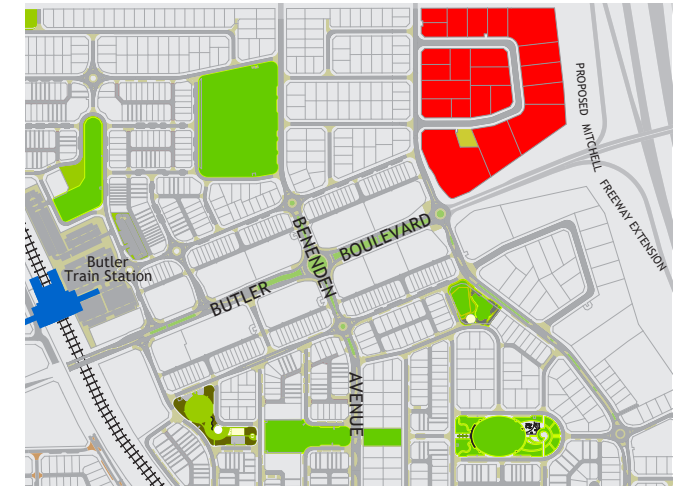 PROPOSED MITCHELL
FREEWAY EXTENSION
BENENDEN
BOULEVARD
Butler
Train Station
BUTLER
AVENUE